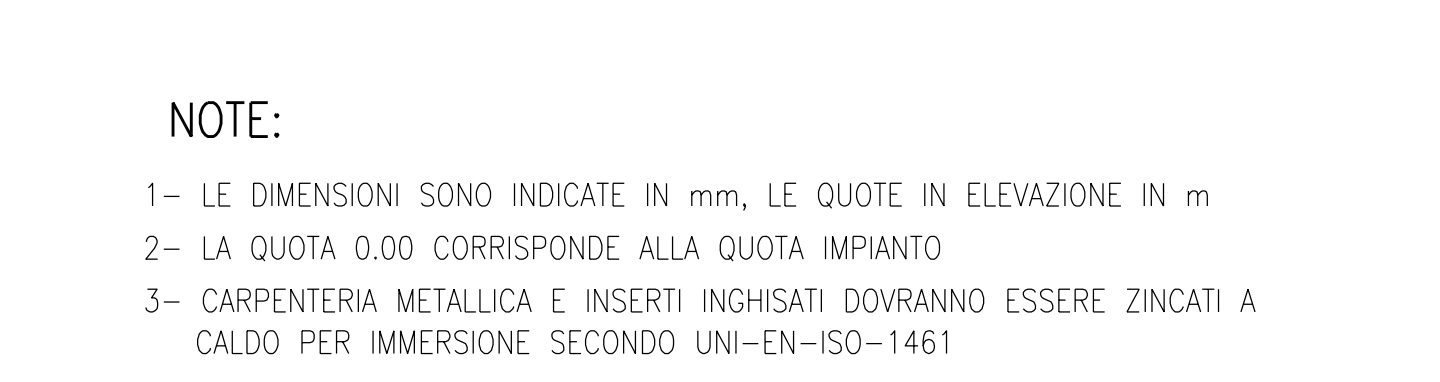 NOTE:
1- LE DIMENSIONI SONO INDICATE IN mm, LE QUOTE IN ELEVAZIONE IN m
2- LA QUOTA 0.00 CORRISPONDE ALLA QUOTA IMPIANTO
3- CARPENTERIA METALLICA E INSERTI INGHISATI DOVRANNO ESSERE ZINCATI A
CALDO PER IMMERSIONE SECONDO UNI-EN-ISO-1461